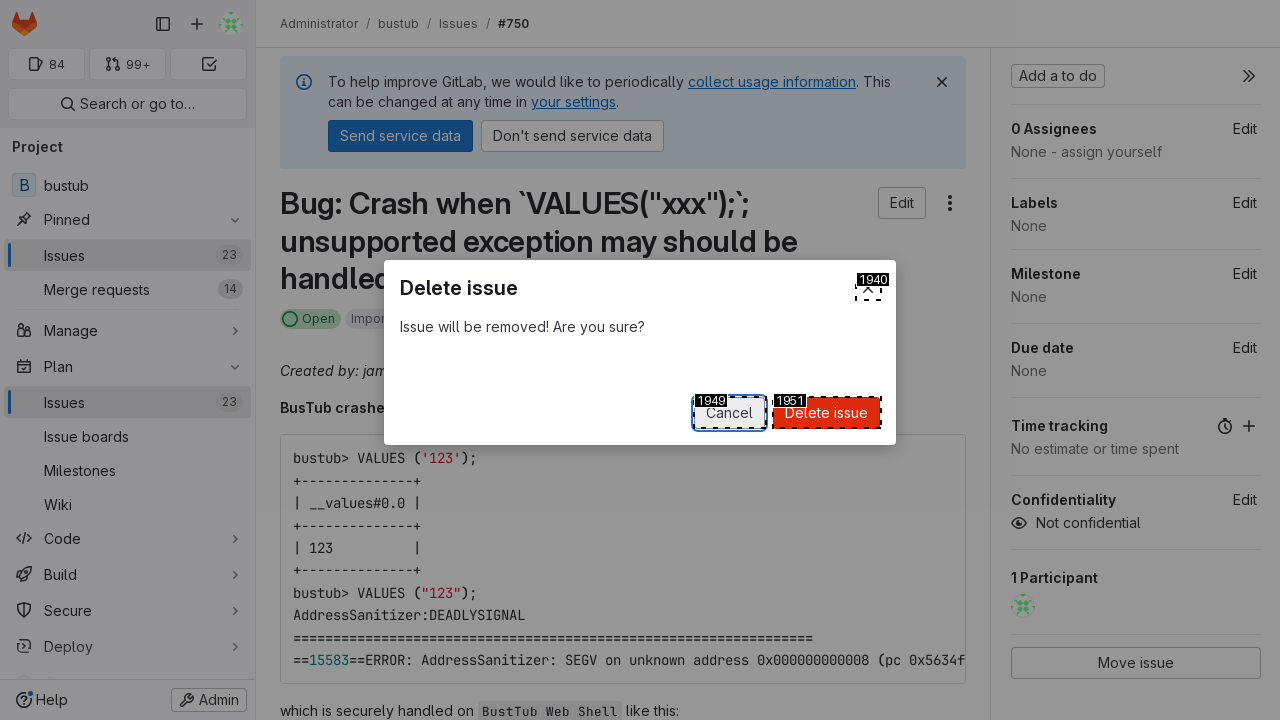 Administrator / bustub / Issues / #750
84
99+
Search or go to…
Project
B bustub
Pinned
Issues 23
Merge requests 14
Manage
Plan
Issues 23
Issue boards
Milestones
Wiki
Code
Build
Secure
Deploy
Help
Admin
To help improve GitLab, we would like to periodically collect usage information. This
can be changed at any time in your settings.
Send service data
Don't send service data
Bug: Crash when `VALUES("xxx");`;
unsupported exception may should be
handled
Edit
Open
Impor
Created by: jam
BusTub crashe
Delete issue
1940
Issue will be removed! Are you sure?
1949
Cancel
1951
Delete issue
bustub> VALUES ('123');
+--------------+
| __values#0.0 |
+--------------+
| 123          |
+--------------+
bustub> VALUES ("123");
AddressSanitizer:DEADLYSIGNAL
=================================================================
==15583==ERROR: AddressSanitizer: SEGV on unknown address 0x000000000008 (pc 0x5634f
which is securely handled on BustTub Web Shell like this:
Add a to do
0 Assignees Edit
None - assign yourself
Labels Edit
None
Milestone Edit
None
Due date Edit
None
Time tracking
No estimate or time spent
Confidentiality Edit
Not confidential
1 Participant
Move issue